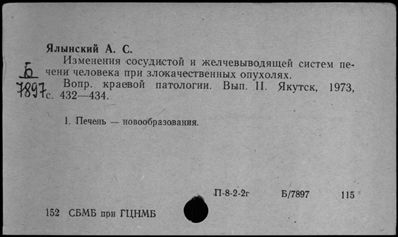 Ялынский А. С.
Б
7897
Изменения сосудистой и желчевыводящей систем пе-
чени человека при злокачественных опухолях.
Вопр. краевой патологии. Вып. II. Якутск, 1973,
с. 432—434.
1. Печень — новообразования.
П-8-2-2г Б/7897 115
152 СБМБ при ГЦНМБ